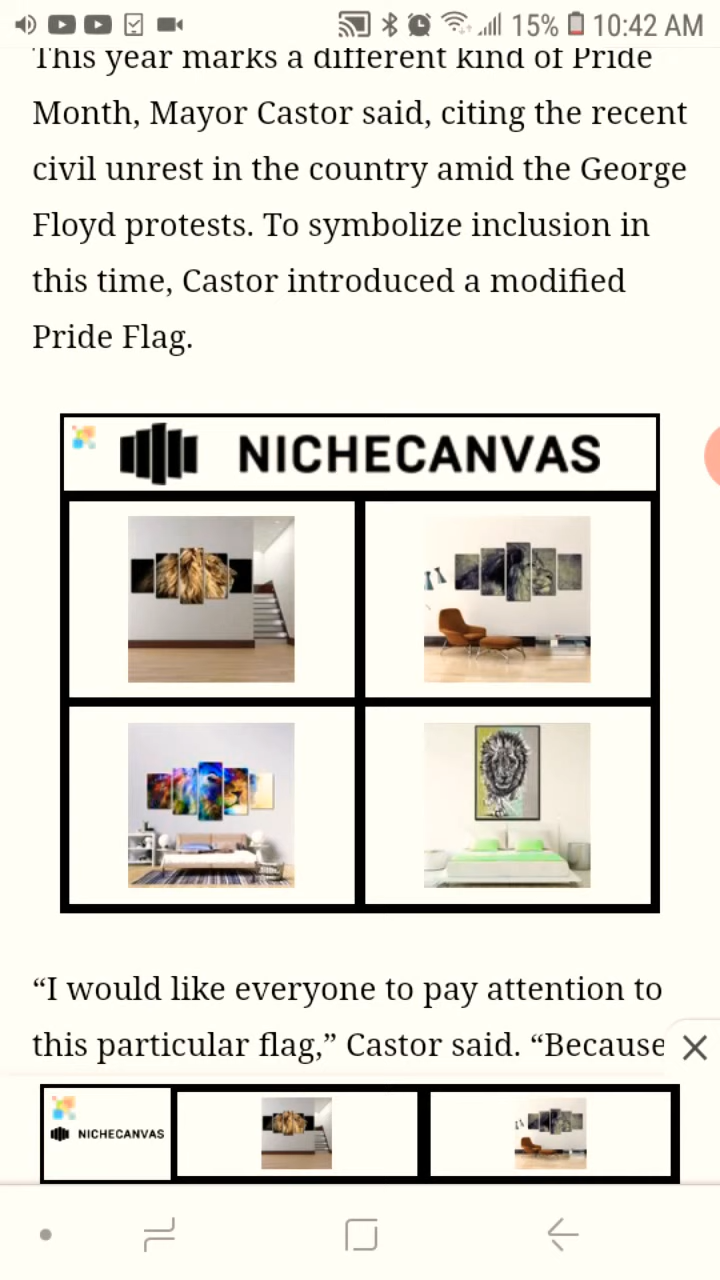 15% 10:42 AM
This year marks a different kind of Pride
Month, Mayor Castor said, citing the recent
civil unrest in the country amid the George
Floyd protests. To symbolize inclusion in
this time, Castor introduced a modified
Pride Flag.
NICHECANVAS
“I would like everyone to pay attention to
this particular flag,” Castor said. “Because
NICHECANVAS